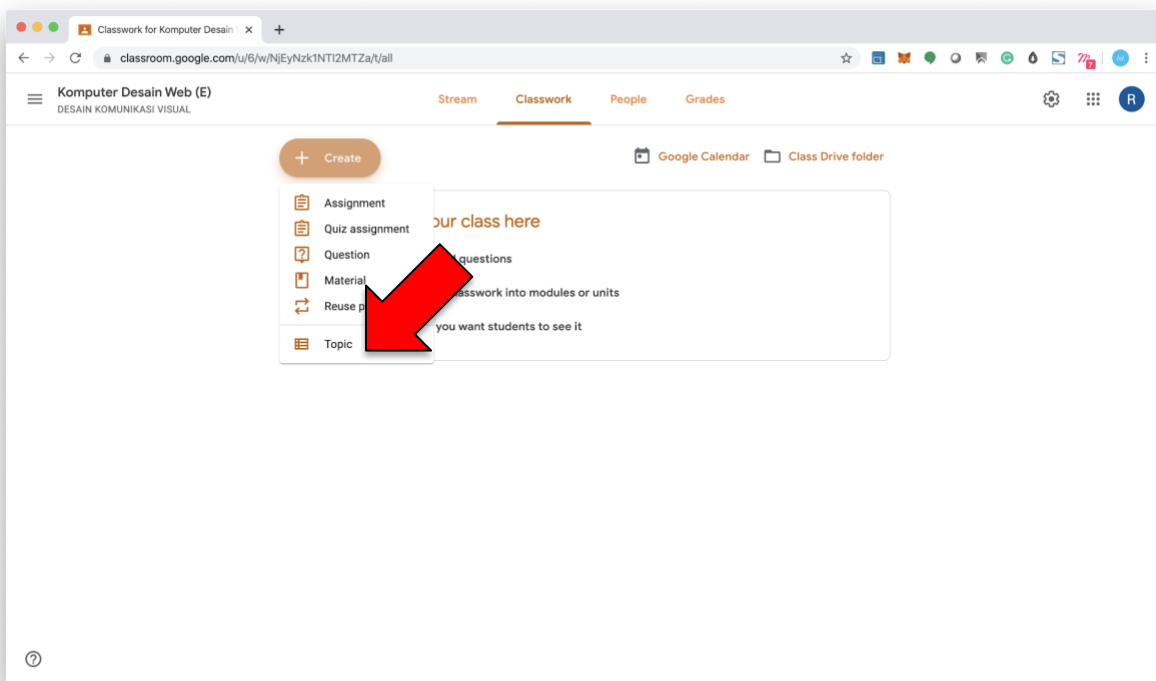 Classwork for Komputer Desain
classroom.google.com/u/6/w/NjEyNzk1NTI2MTZa/t/all
7
Komputer Desain Web (E)
DESAIN KOMUNIKASI VISUAL
Stream Classwork People Grades
R
+ Create
Google Calendar Class Drive folder
Assignment
Quiz assignment
Question
Material
Reuse
Topic
class here
questions
into modules or units
you want students to see it